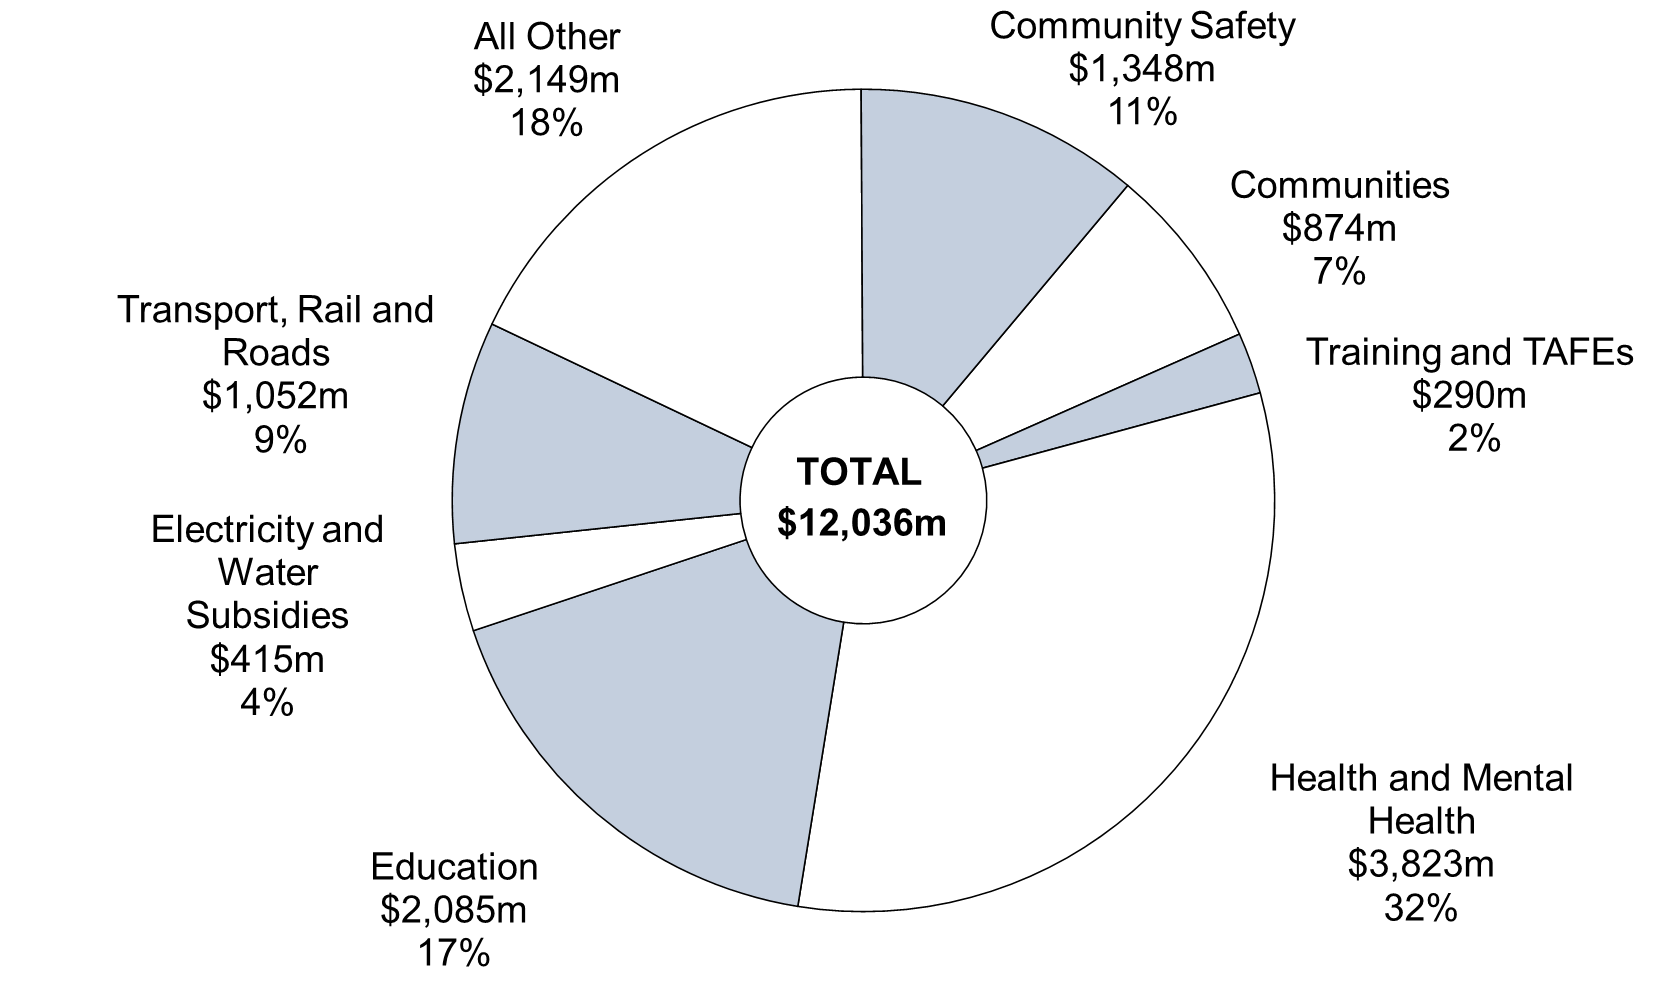 All Other
$2,149m
18%
Community Safety
$1,348m
11%
Communities
$874m
7%
Training and TAFEs
$290m
2%
Transport, Rail and
Roads
$1,052m
9%
TOTAL
$12,036m
Electricity and
Water
Subsidies
$415m
4%
Health and Mental
Health
$3,823m
32%
Education
$2,085m
17%